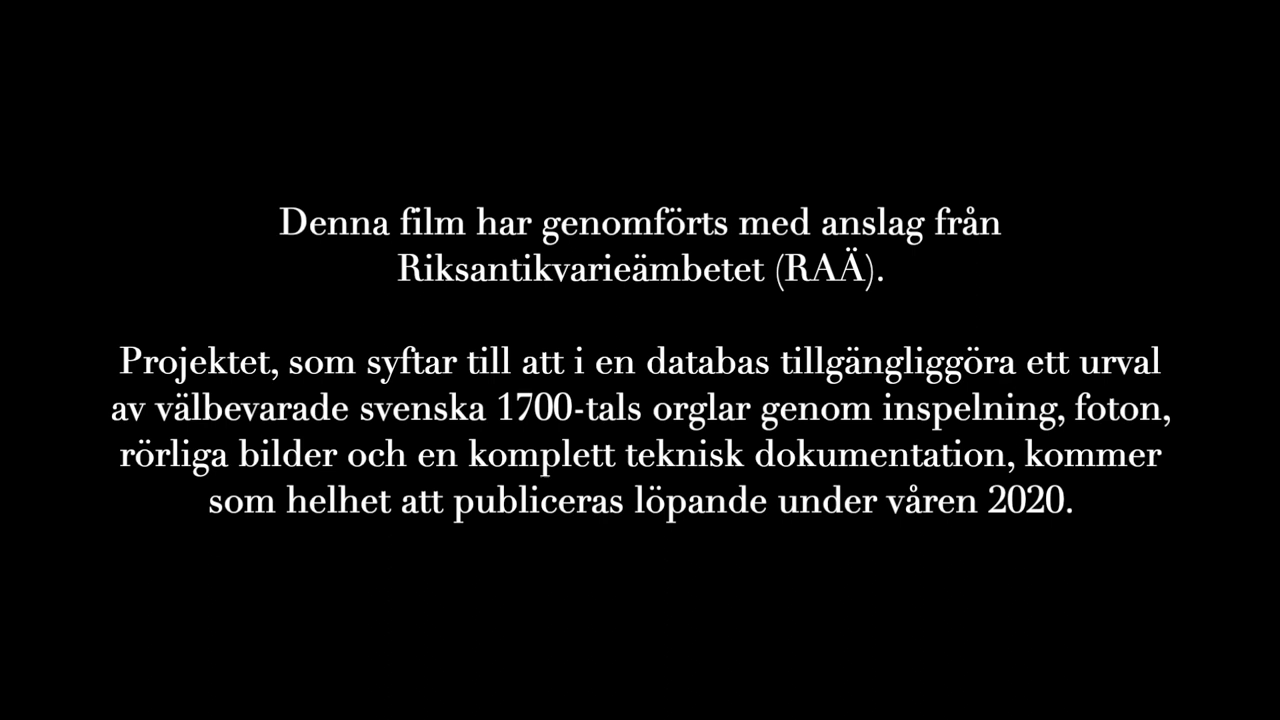 Denna film har genomförts med anslag från
Riksantikvarieämbetet (RAÄ).
Projektet, som syftar till att i en databas tillgängliggöra ett urval
av välbevarade svenska 1700-tals orglar genom inspelning, foton,
rörliga bilder och en komplett teknisk dokumentation, kommer
som helhet att publiceras löpande under våren 2020.